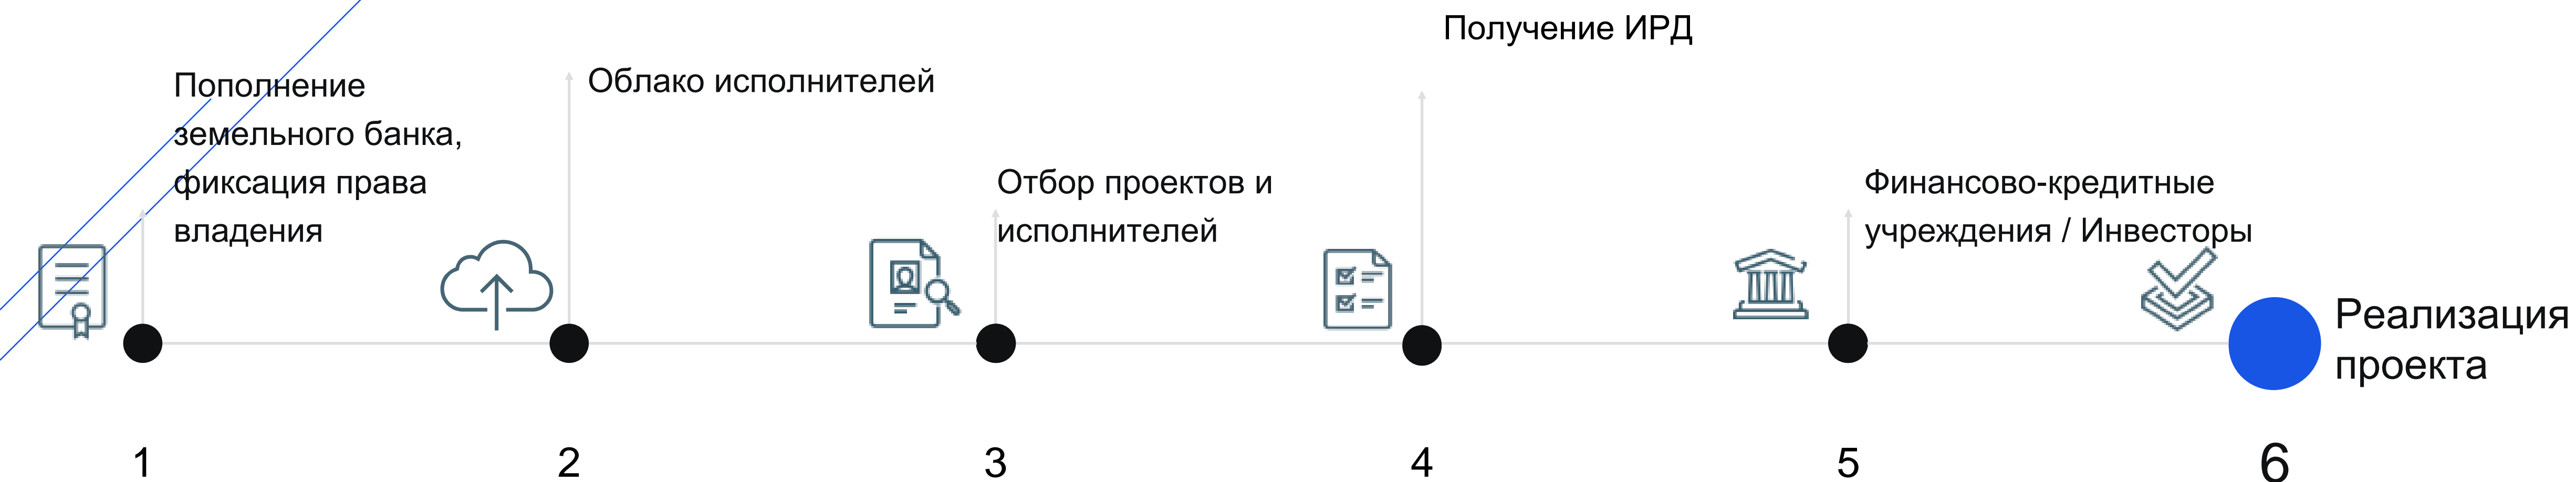 Пополнение
земельного банка,
фиксация права
владения
Облако исполнителей
Отбор проектов и
исполнителей
Получение ИРД
Финансово-кредитные
учреждения / Инвесторы
Реализация
проекта
1
2
3
4
5
6